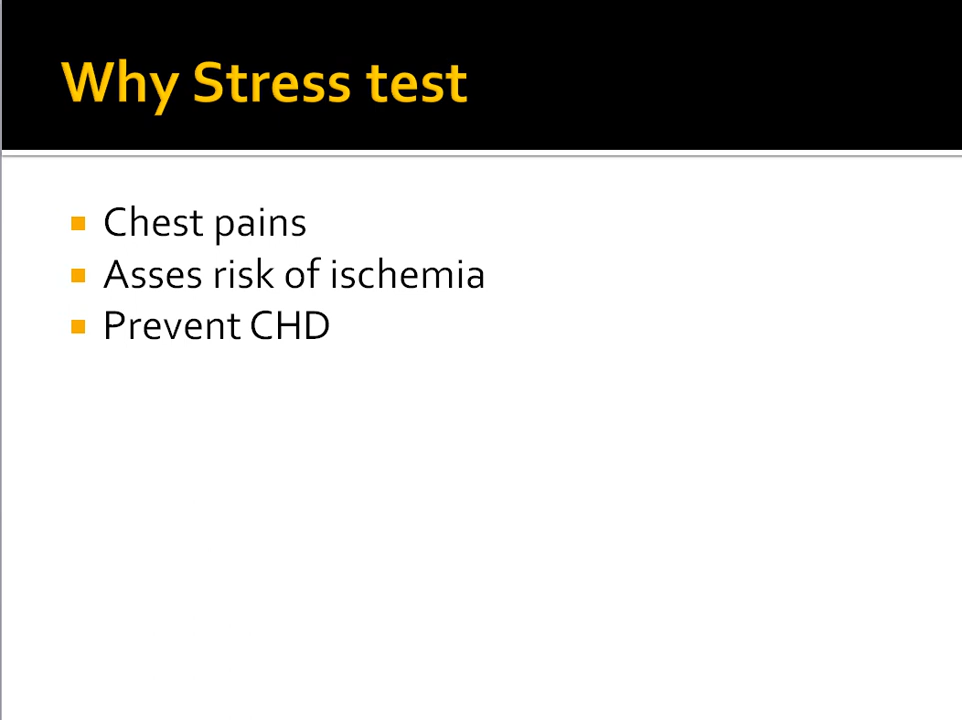 Why Stress test
Chest pains
Asses risk of ischemia
Prevent CHD